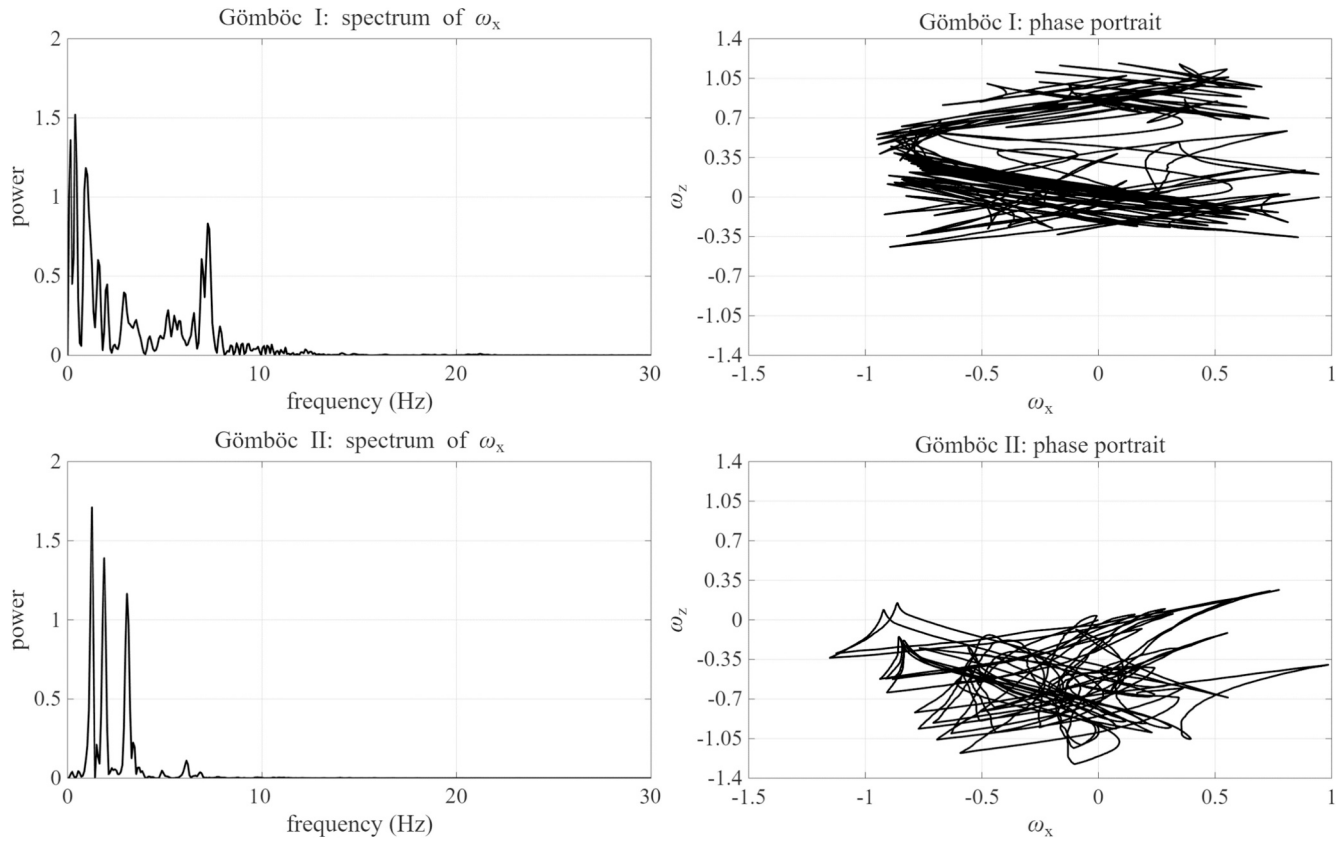 Gömböc I: spectrum of ωx
2
1.5
1
0.5
0
power
0 10 20 30
frequency (Hz)
Gömböc I: phase portrait
1.4
1.05
0.7
0.35
0
-0.35
-0.7
-1.05
-1.4
ωz
-1.5 -1 -0.5 0 0.5 1
ωx
Gömböc II: spectrum of ωx
2
1.5
1
0.5
0
power
0 10 20 30
frequency (Hz)
Gömböc II: phase portrait
1.4
1.05
0.7
0.35
0
-0.35
-0.7
-1.05
-1.4
ωz
-1.5 -1 -0.5 0 0.5 1
ωx